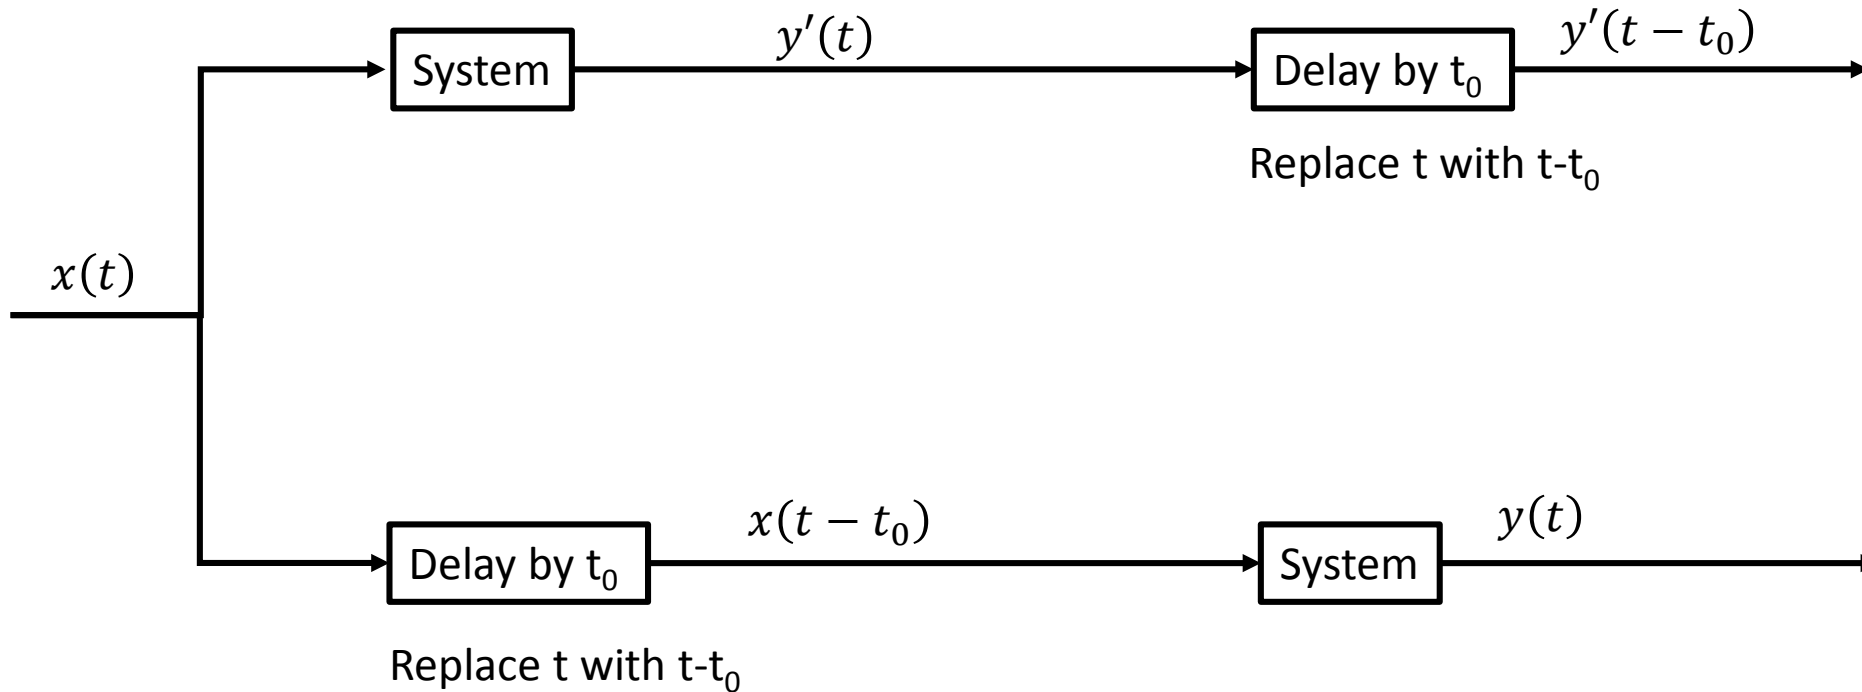 System
y′(t)
Delay by t₀
y′(t − t₀)
Replace t with t-t₀
x(t)
Delay by t₀
x(t − t₀)
System
y(t)
Replace t with t-t₀